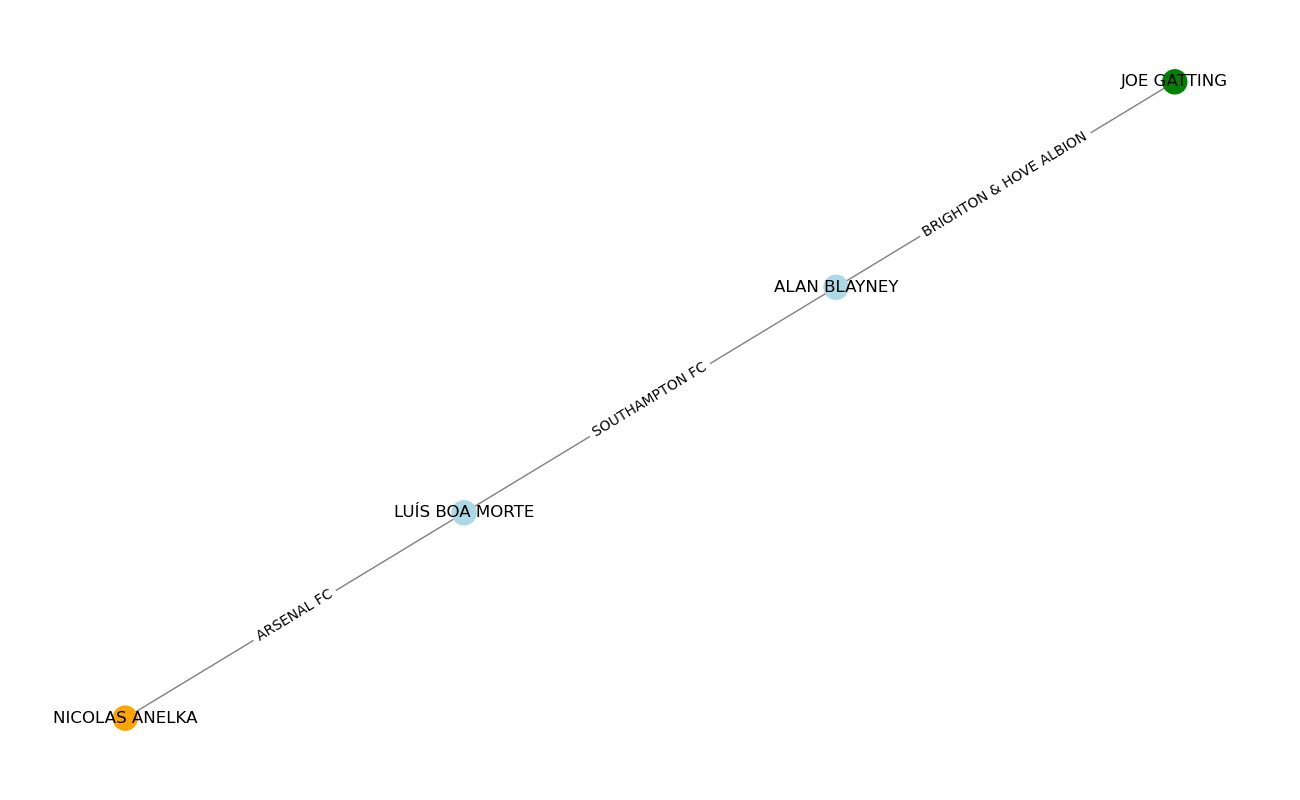 JOE GATTING
BRIGHTON & HOVE ALBION
ALAN BLAYNEY
SOUTHAMPTON FC
LUÍS BOA MORTE
ARSENAL FC
NICOLAS ANELKA